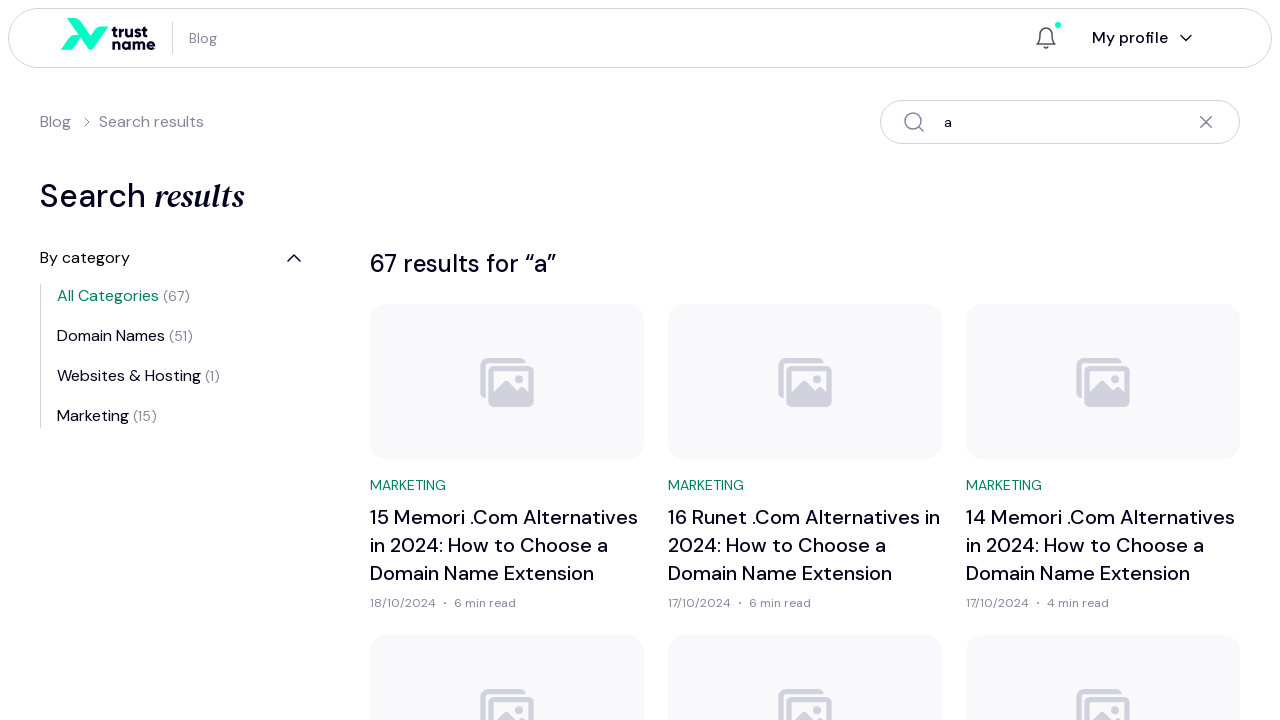 trust
name
Blog
My profile
Blog
Search results
a
Search results
By category
All Categories (67)
Domain Names (51)
Websites & Hosting (1)
Marketing (15)
67 results for “a”
MARKETING
15 Memori .Com Alternatives
in 2024: How to Choose a
Domain Name Extension
18/10/2024 • 6 min read
MARKETING
16 Runet .Com Alternatives in
2024: How to Choose a
Domain Name Extension
17/10/2024 • 6 min read
MARKETING
14 Memori .Com Alternatives
in 2024: How to Choose a
Domain Name Extension
17/10/2024 • 4 min read